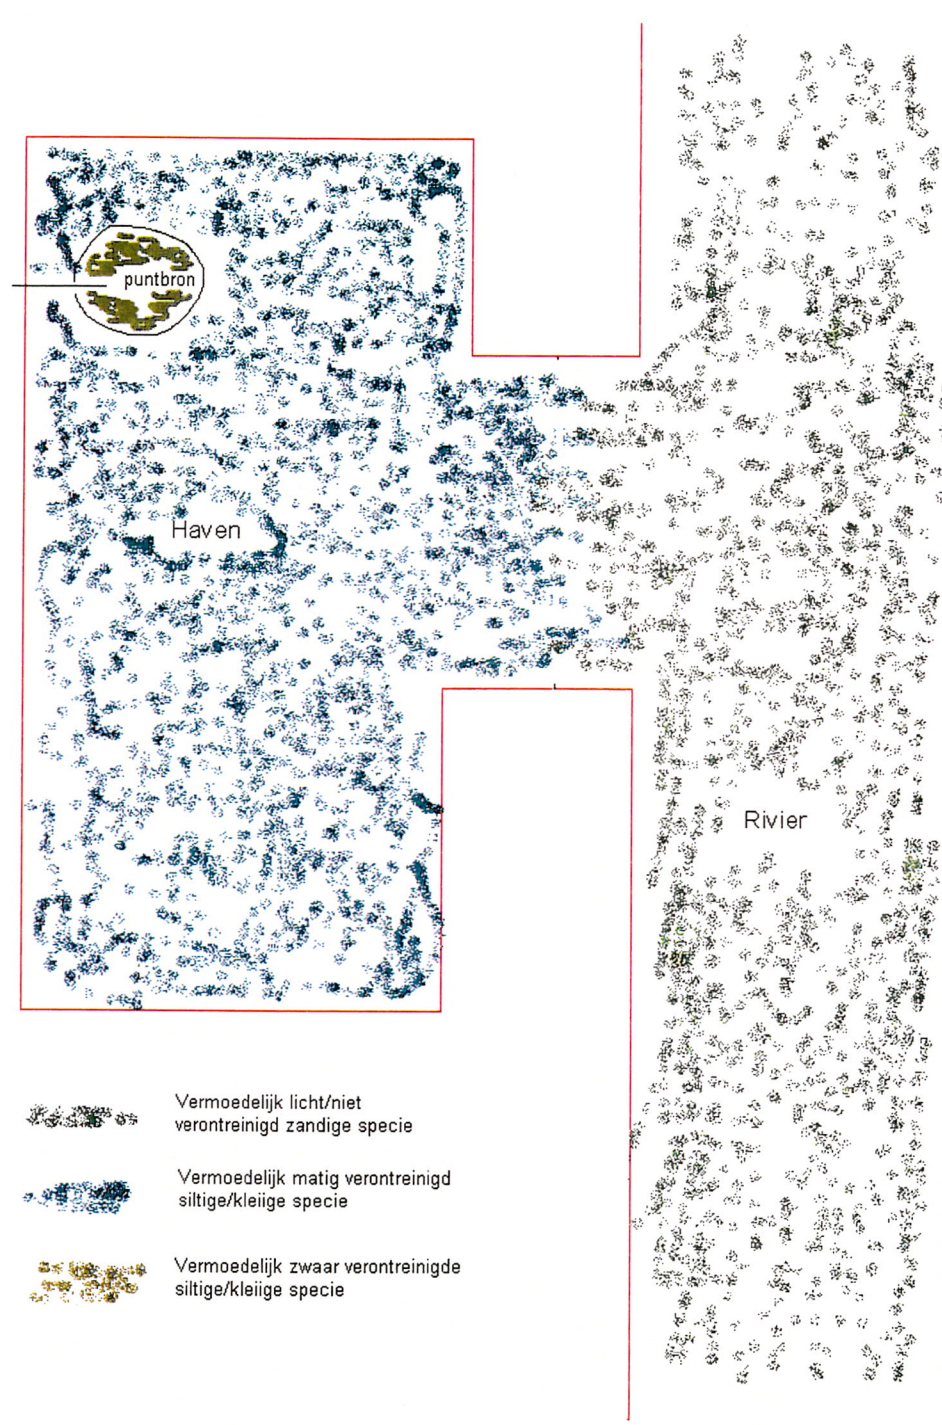 puntbron
Haven
Rivier
Vermoedelijk licht/niet
verontreinigd zandige specie
Vermoedelijk matig verontreinigd
siltige/kleiige specie
Vermoedelijk zwaar verontreinigde
siltige/kleiige specie